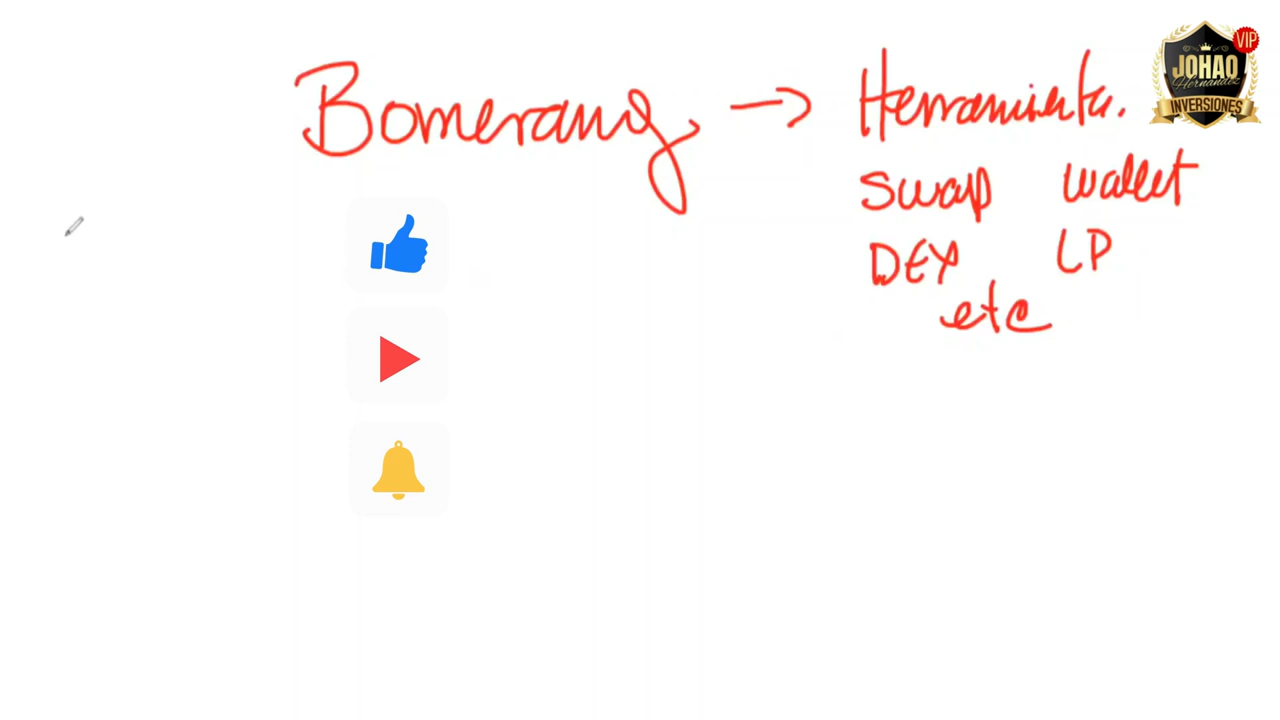 Bomerang → Herramienta.
swap wallet
DEX LP
etc
JOHAO
Hernandez
INVERSIONES
VIP